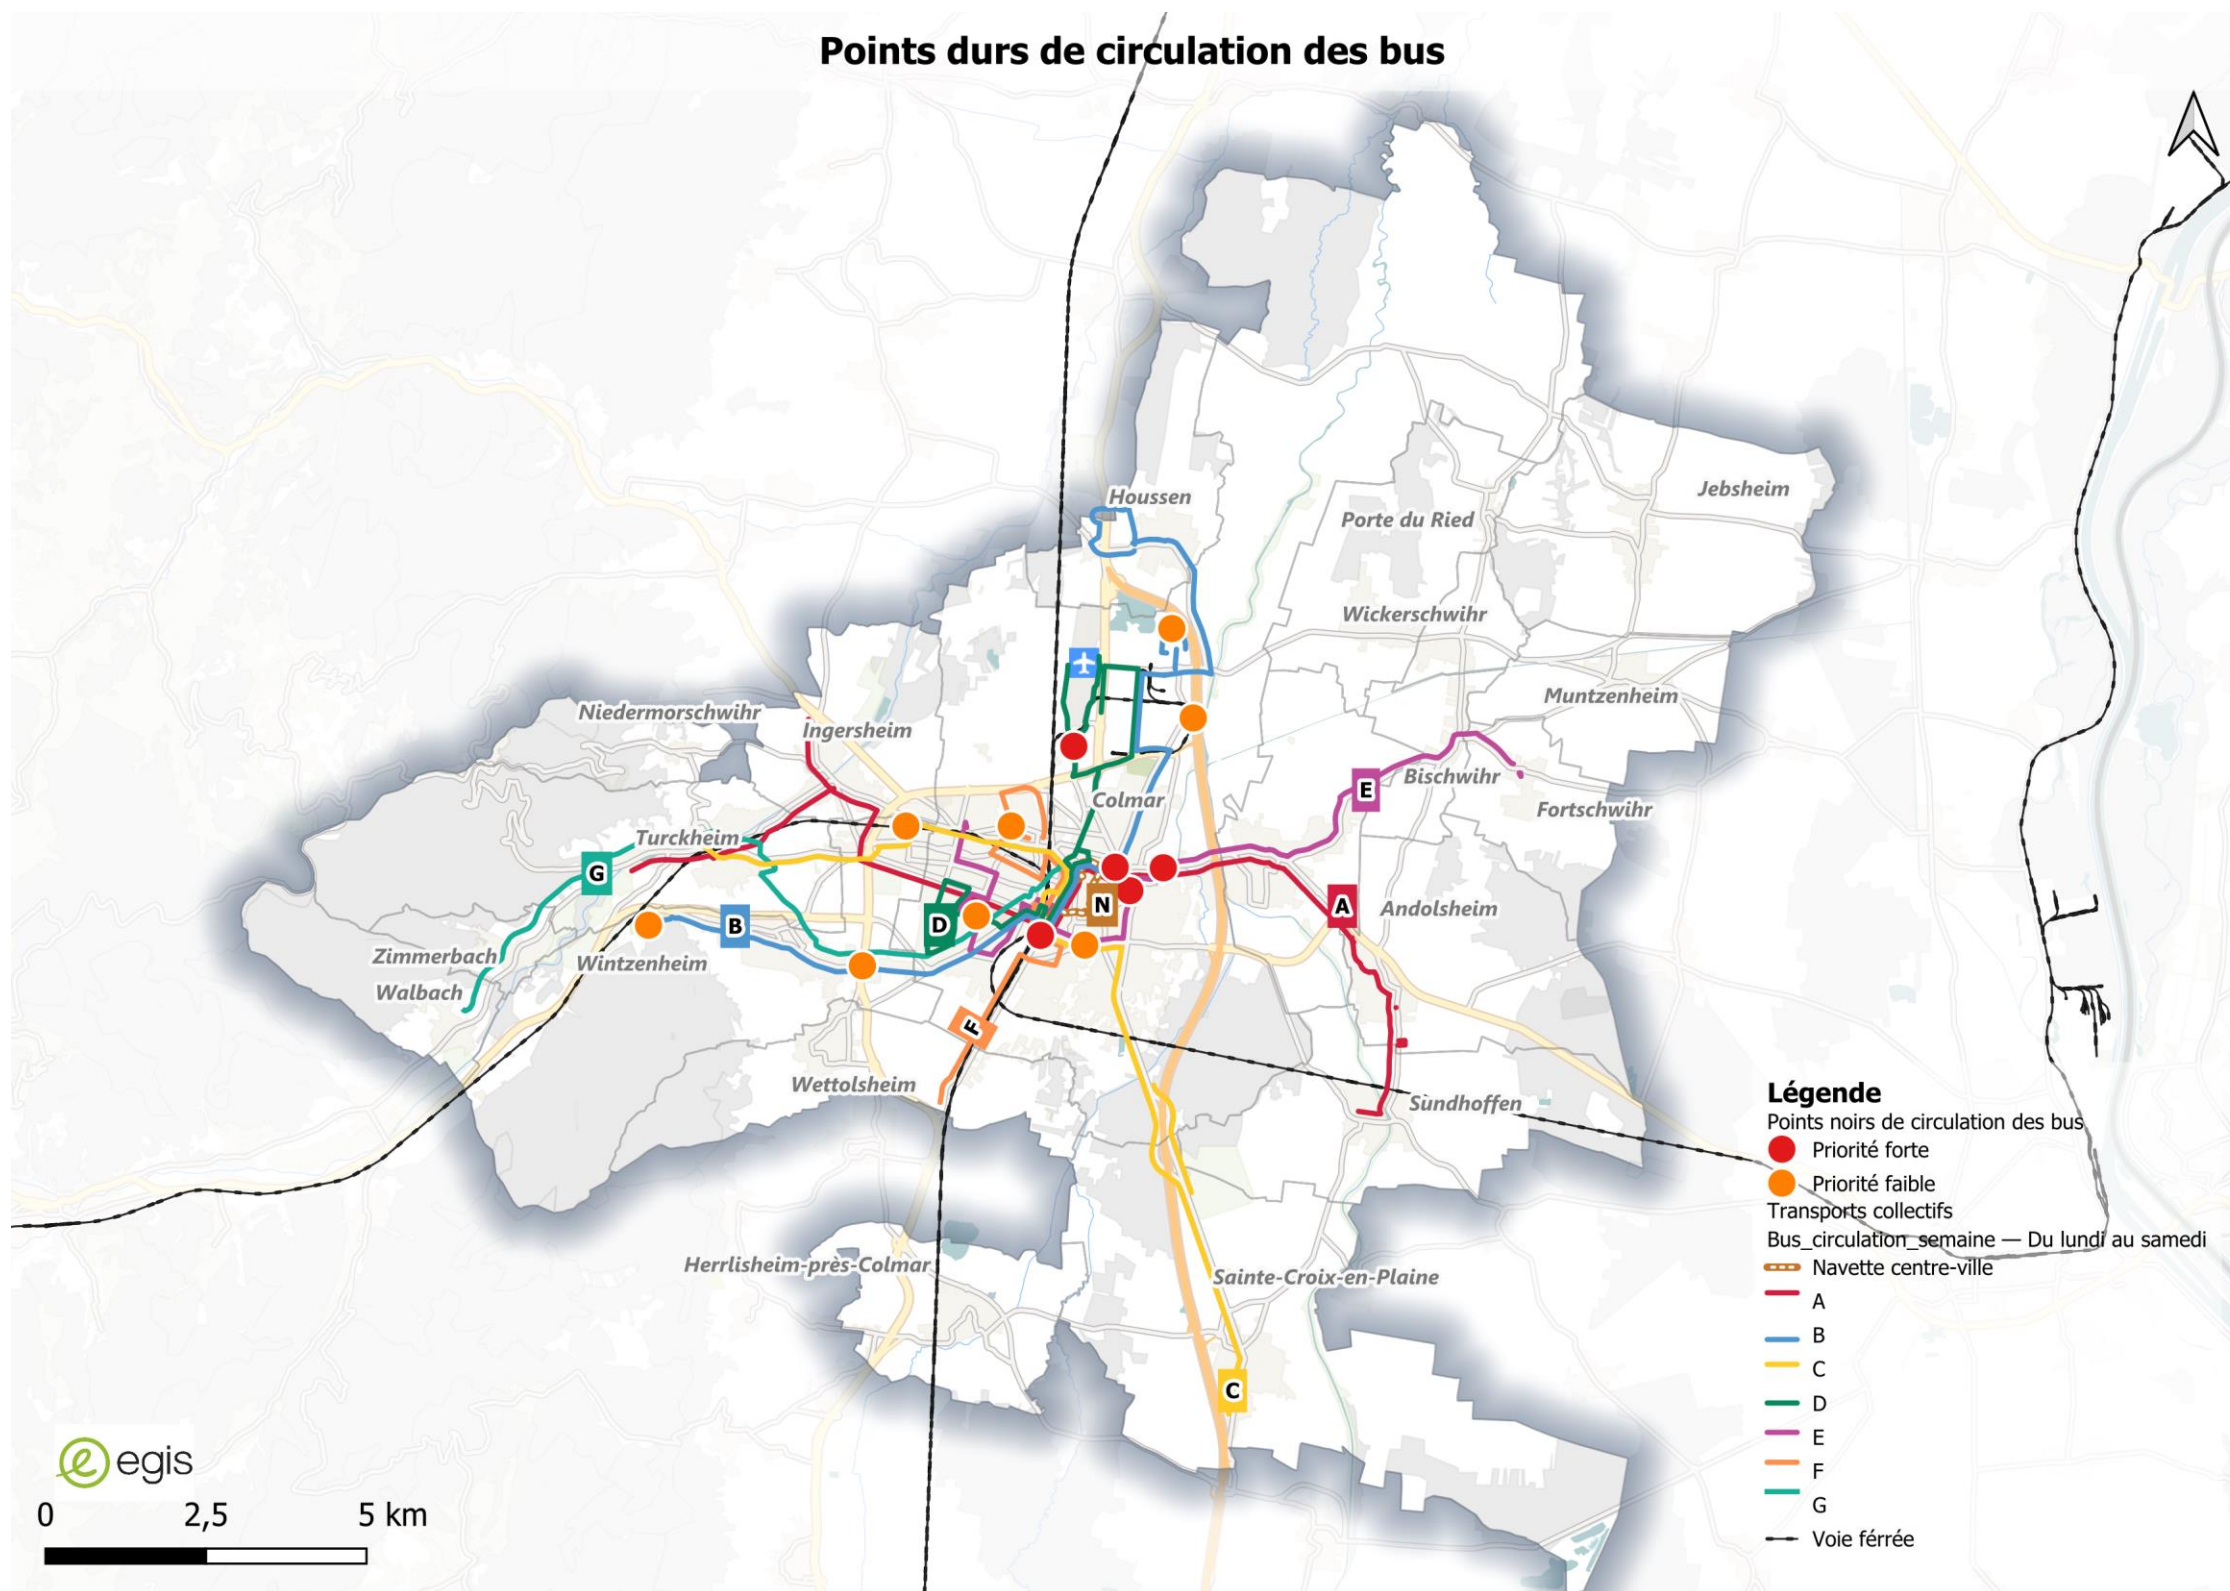 Points durs de circulation des bus
Houssen
Jebsheim
Porte du Ried
Wickerschwihr
Muntzenheim
Niedermorschwihr
Ingersheim
Bischwihr
E
Colmar
Fortschwihr
Turckheim
G
N
A
Andolsheim
B
D
Zimmerbach
Wintzenheim
Walbach
F
Wettolsheim
Sundhoffen
Herrlisheim-près-Colmar
Sainte-Croix-en-Plaine
C
Légende
Points noirs de circulation des bus
Priorité forte
Priorité faible
Transports collectifs
Bus_circulation_semaine — Du lundi au samedi
Navette centre-ville
A
B
C
D
E
F
G
Voie férrée
e egis
0 2,5 5 km